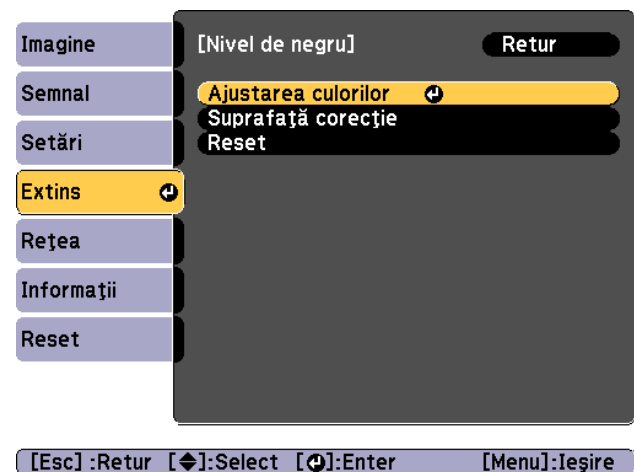 Imagine
Semnal
Setări
Extins
Rețea
Informații
Reset
[Nivel de negru] Retur
Ajustarea culorilor
Suprafață corecție
Reset
[Esc] :Retur [◆]:Select [↵]:Enter [Menu]:Ieșire